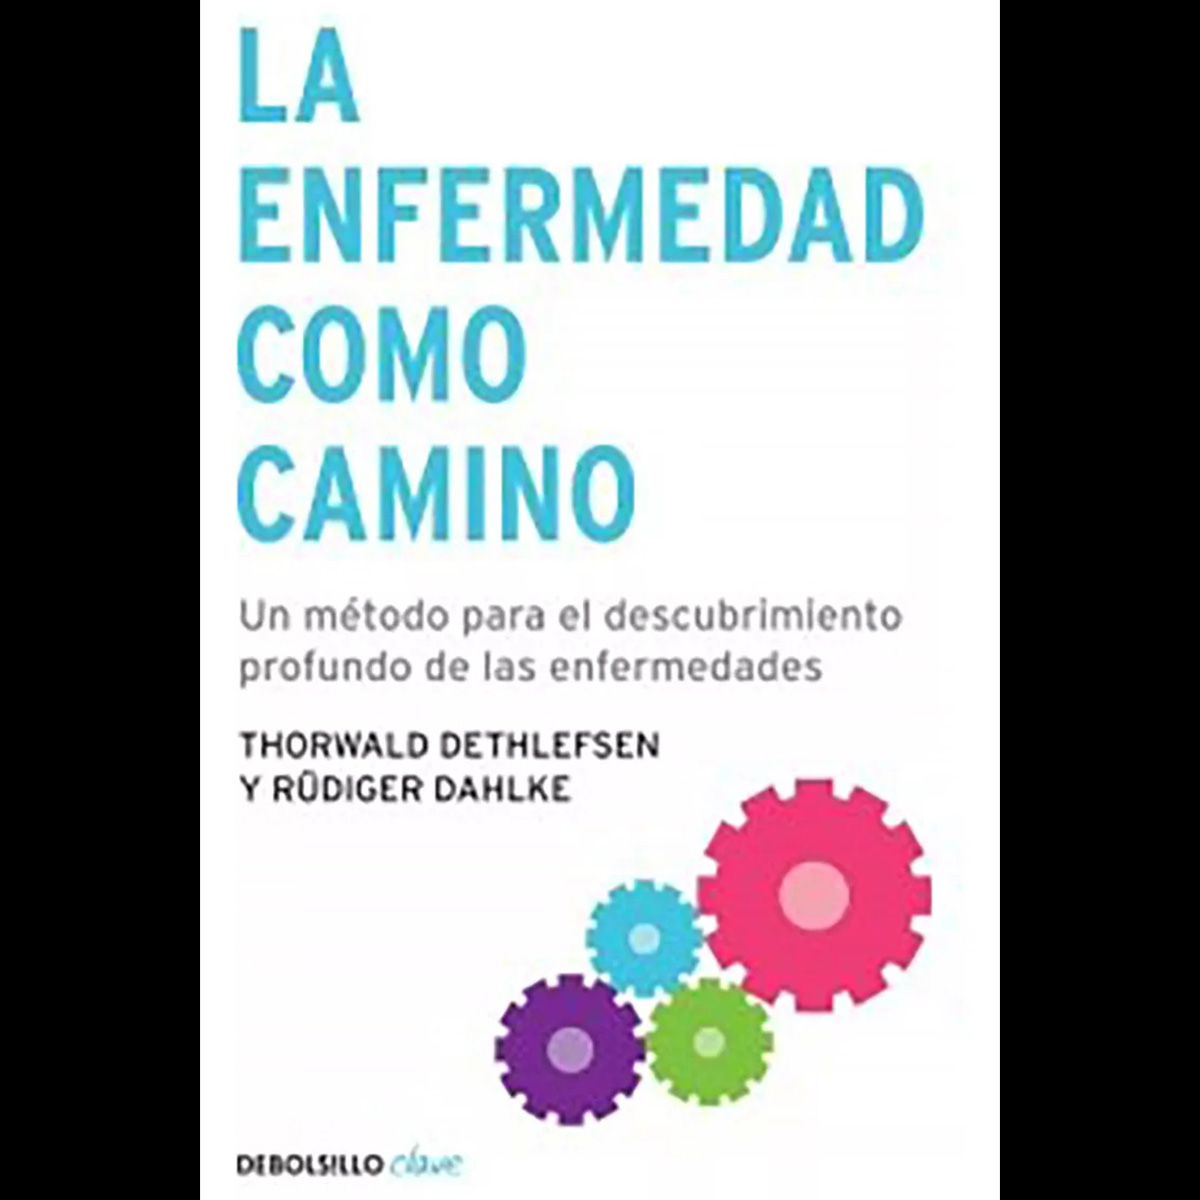 LA
ENFERMEDAD
COMO
CAMINO
Un método para el descubrimiento
profundo de las enfermedades
THORWALD DETHLEFSEN
Y RÜDIGER DAHLKE
DEBOLSILLO clave